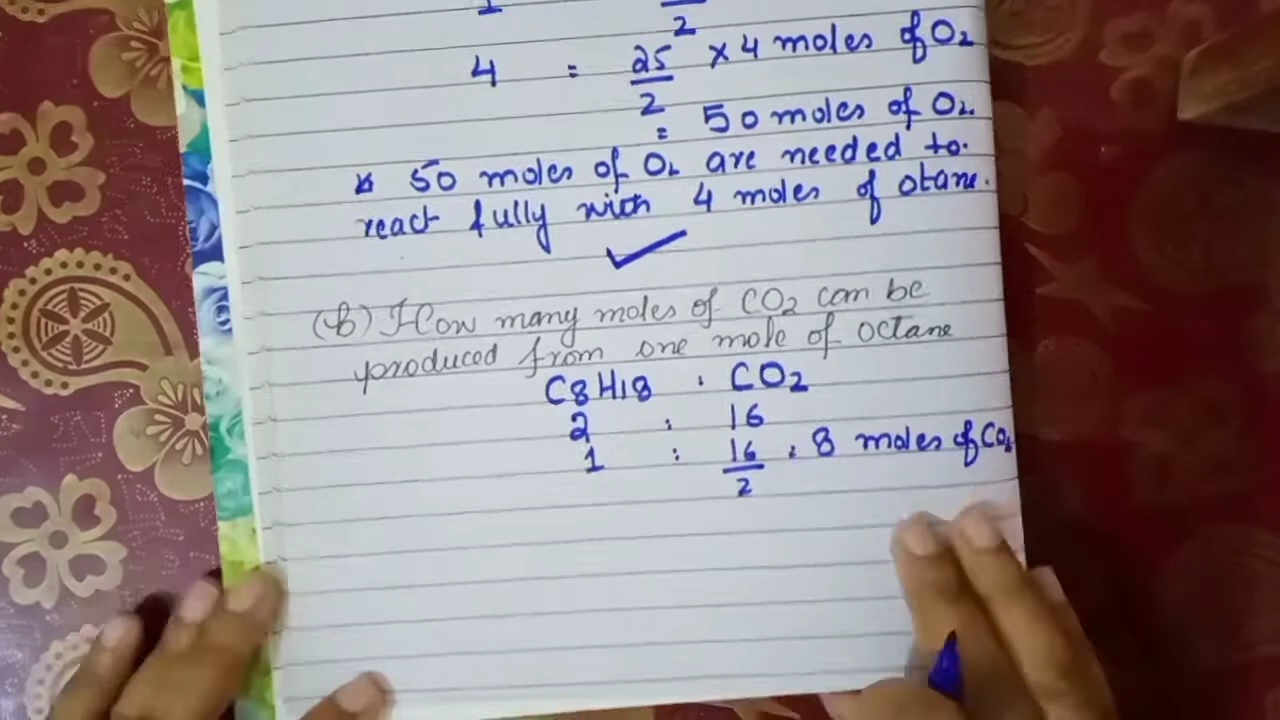 1 2
4 = 25/2 × 4 moles of O2
= 50 moles of O2.
50 moles of O2 are needed to.
react fully with 4 moles of otane.
(b) How many moles of CO2 can be
produced from one mole of octane
C8H18 : CO2
2 : 16
1 : 16/2 : 8 moles of CO2